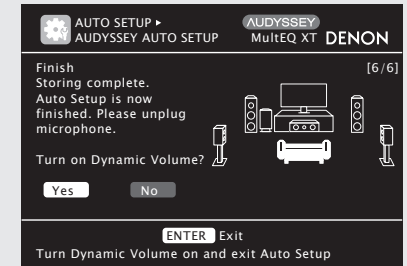 AUTO SETUP ▸
AUDYSSEY AUTO SETUP
AUDYSSEY
MultEQ XT
DENON
Finish
[6/6]
Storing complete.
Auto Setup is now
finished. Please unplug
microphone.
Turn on Dynamic Volume?
Yes
No
ENTER Exit
Turn Dynamic Volume on and exit Auto Setup